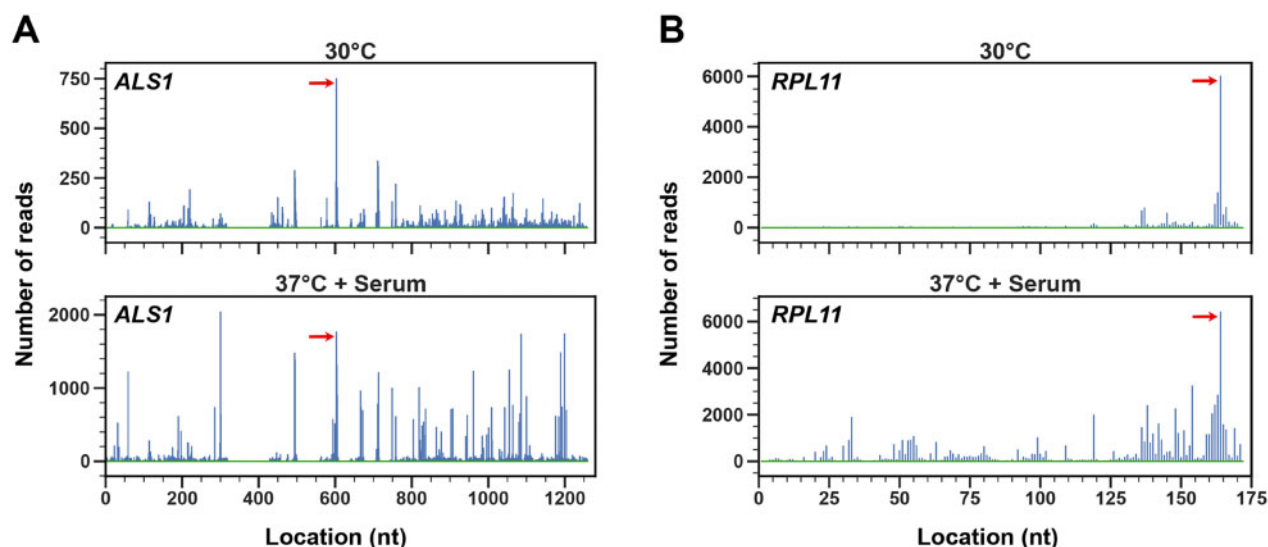 A
30°C
ALS1
750
500
250
0
37°C + Serum
ALS1
2000
1000
0
0 200 400 600 800 1000 1200
Number of reads
Location (nt)
B
30°C
RPL11
6000
4000
2000
0
37°C + Serum
RPL11
6000
4000
2000
0
0 25 50 75 100 125 150 175
Number of reads
Location (nt)